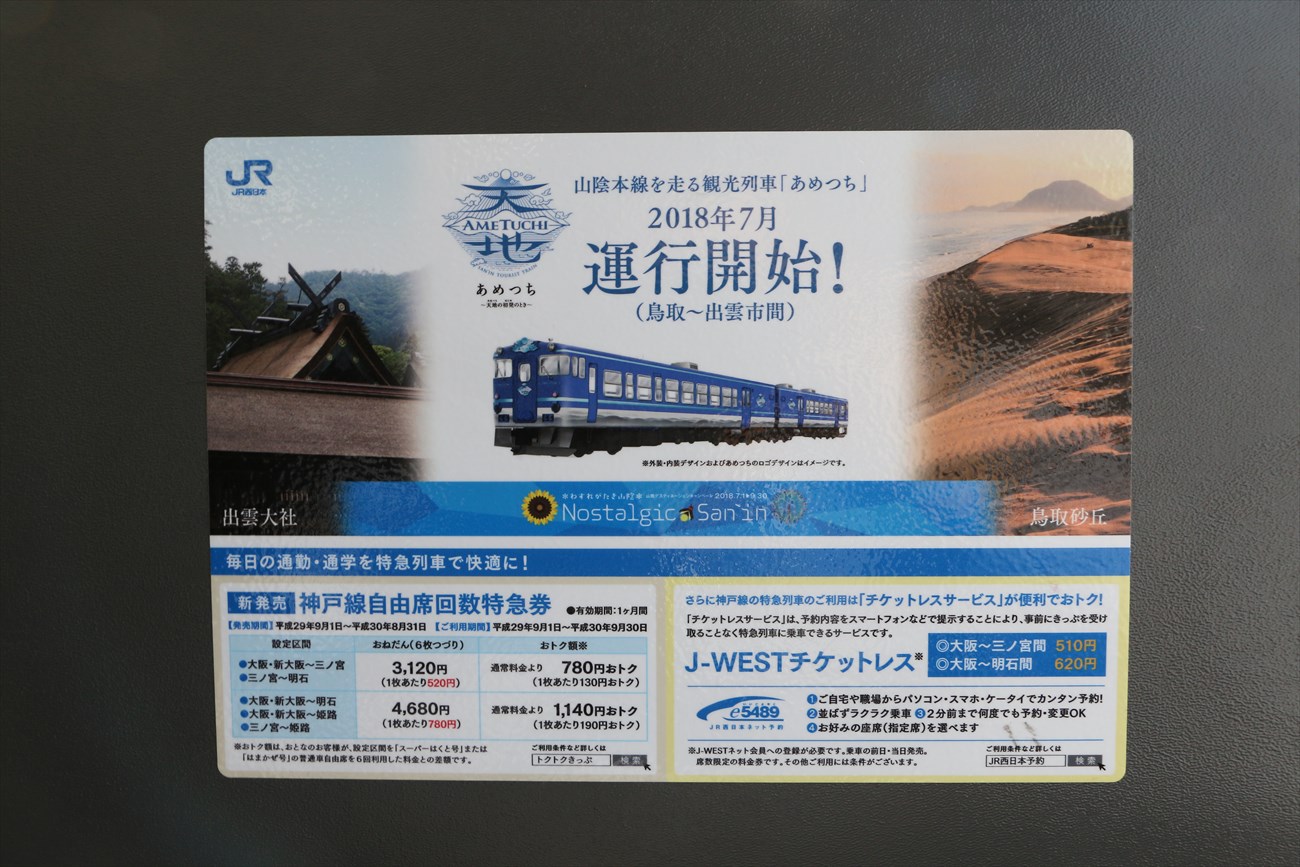 JR
JR西日本
天
AMETUCHI
地
SAN'IN TOURIST TRAIN
あめつち
～天地の初発のとき～
山陰本線を走る観光列車「あめつち」
2018年7月
運行開始！
（鳥取～出雲市間）
※外装・内装デザインおよびあめつちのロゴデザインはイメージです。
出雲大社
鳥取砂丘
2018.7.1▶9.30
Nostalgic San'in
毎日の通勤・通学を特急列車で快適に！
新発売 神戸線自由席回数特急券 ●有効期間：1ヶ月間
【発売期間】平成29年9月1日～平成30年8月31日 【ご利用期間】平成29年9月1日～平成30年9月30日
設定区間 おねだん（6枚つづり） おトク額※
●大阪・新大阪～三ノ宮
●三ノ宮～明石
3,120円
（1枚あたり520円）
通常料金より 780円おトク
（1枚あたり130円おトク）
●大阪・新大阪～明石
●大阪・新大阪～姫路
●三ノ宮～姫路
4,680円
（1枚あたり780円）
通常料金より 1,140円おトク
（1枚あたり190円おトク）
※おトク額は、おとなのお客様が、設定区間を「スーパーはくと号」または
「はまかぜ号」の普通車自由席を6回利用した料金との差額です。
ご利用条件など詳しくは
トクトクきっぷ 検索
さらに神戸線の特急列車のご利用は「チケットレスサービス」が便利でおトク！
「チケットレスサービス」は、予約内容をスマートフォンなどで提示することにより、事前にきっぷを受け
取ることなく特急列車に乗車できるサービスです。
J-WESTチケットレス※
◎大阪～三ノ宮間 510円
◎大阪～明石間 620円
e5489
JR西日本ネット予約
❶ご自宅や職場からパソコン・スマホ・ケータイでカンタン予約！
❷並ばずラクラク乗車 ❸2分前まで何度でも予約・変更OK
❹お好みの座席（指定席）を選べます
※J-WESTネット会員への登録が必要です。乗車の前日・当日発売。
席数限定の料金券です。その他ご利用には条件がございます。
ご利用条件など詳しくは
JR西日本予約 検索